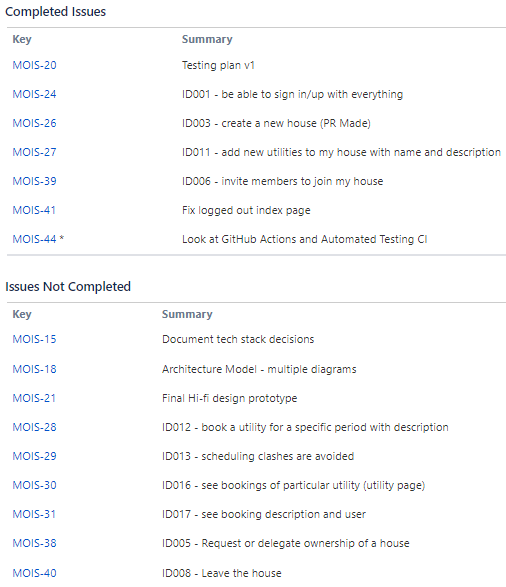 Completed Issues
Key Summary
MOIS-20 Testing plan v1
MOIS-24 ID001 - be able to sign in/up with everything
MOIS-26 ID003 - create a new house (PR Made)
MOIS-27 ID011 - add new utilities to my house with name and description
MOIS-39 ID006 - invite members to join my house
MOIS-41 Fix logged out index page
MOIS-44 * Look at GitHub Actions and Automated Testing CI
Issues Not Completed
Key Summary
MOIS-15 Document tech stack decisions
MOIS-18 Architecture Model - multiple diagrams
MOIS-21 Final Hi-fi design prototype
MOIS-28 ID012 - book a utility for a specific period with description
MOIS-29 ID013 - scheduling clashes are avoided
MOIS-30 ID016 - see bookings of particular utility (utility page)
MOIS-31 ID017 - see booking description and user
MOIS-38 ID005 - Request or delegate ownership of a house
MOIS-40 ID008 - Leave the house